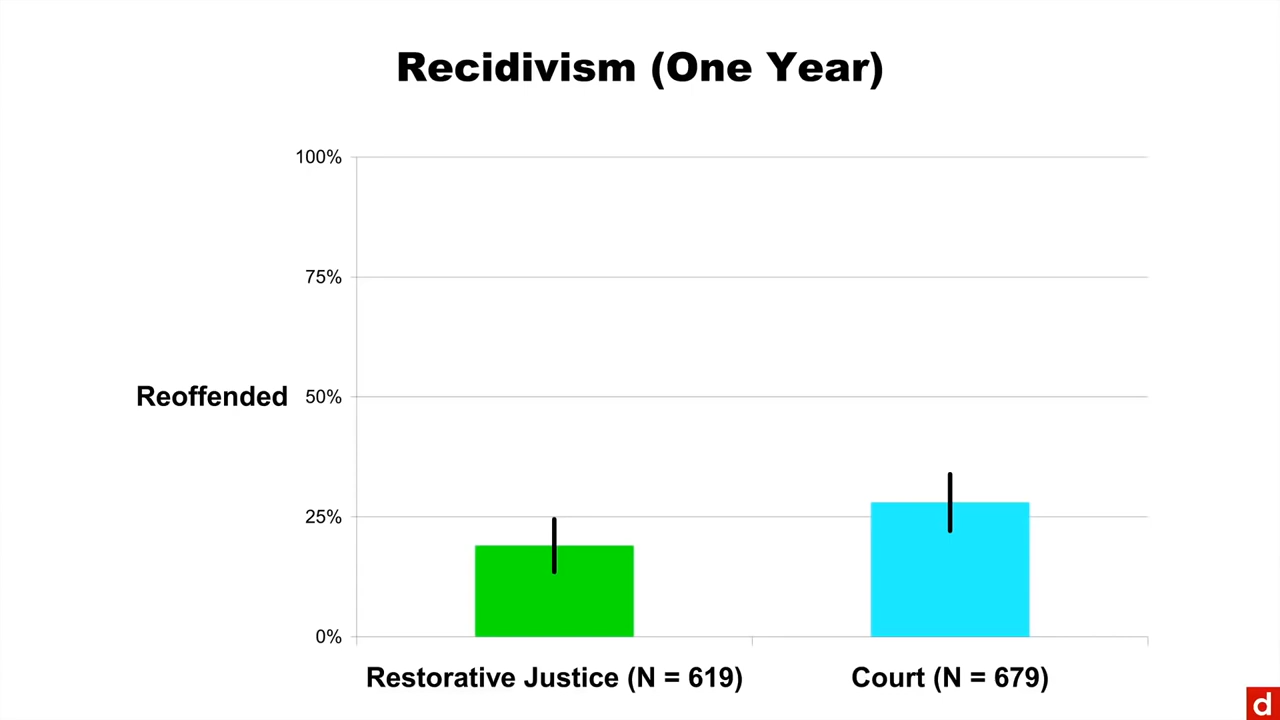 Recidivism (One Year)
100%
75%
Reoffended 50%
25%
0%
Restorative Justice (N = 619) Court (N = 679)
d